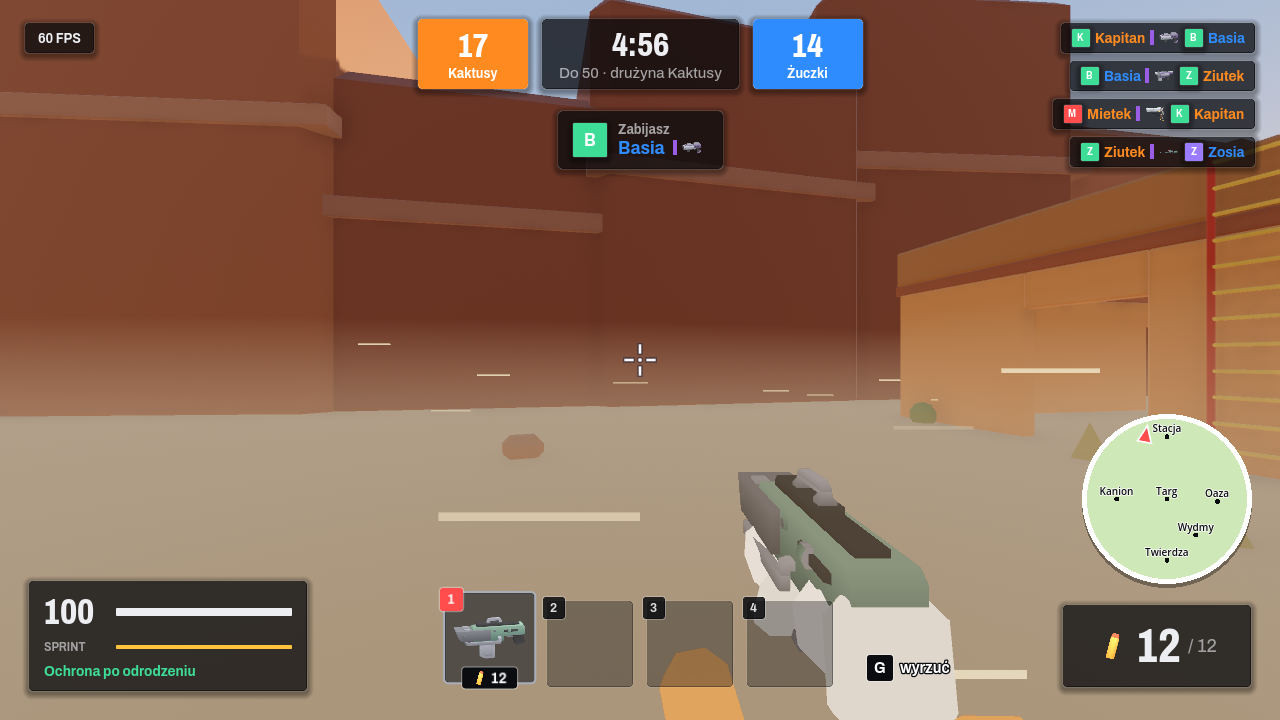 60 FPS
17
Kaktusy
4:56
Do 50 · drużyna Kaktusy
14
Żuczki
K Kapitan B Basia
B Basia Z Ziutek
M Mietek K Kapitan
Z Ziutek Z Zosia
B
Zabijasz
Basia
Stacja
Kanion
Targ
Oaza
Wydmy
Twierdza
100
SPRINT
Ochrona po odrodzeniu
1
12
2
3
4
G wyrzuć
12 / 12